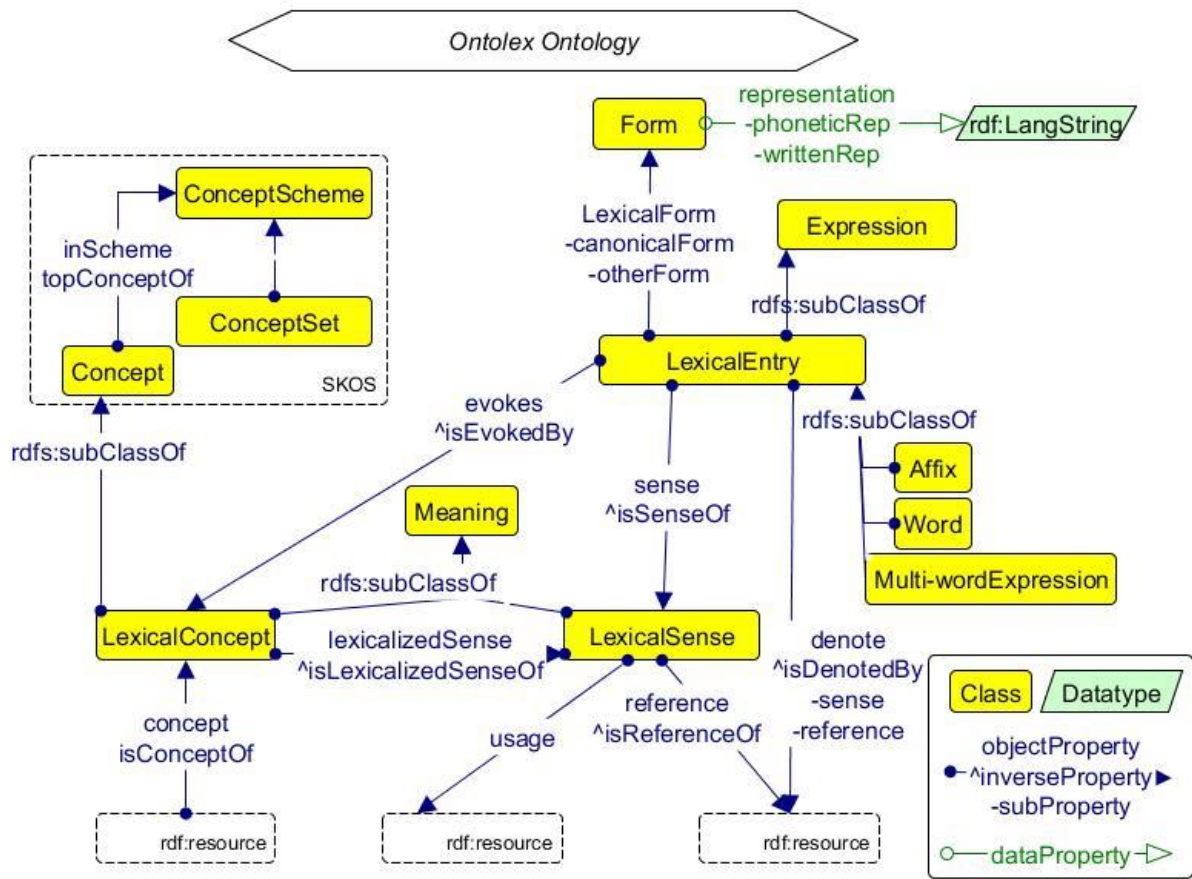 Ontolex Ontology
representation
-phoneticRep
-writtenRep
Form
rdf:LangString
ConceptScheme
inScheme
topConceptOf
ConceptSet
Concept
SKOS
LexicalForm
-canonicalForm
-otherForm
Expression
rdfs:subClassOf
LexicalEntry
rdfs:subClassOf
evokes
^isEvokedBy
rdfs:subClassOf
Affix
Word
Multi-wordExpression
sense
^isSenseOf
Meaning
rdfs:subClassOf
LexicalConcept
lexicalizedSense
^isLexicalizedSenseOf
LexicalSense
denote
^isDenotedBy
-sense
-reference
concept
isConceptOf
usage
reference
^isReferenceOf
rdf:resource
rdf:resource
rdf:resource
Class
Datatype
objectProperty
^inverseProperty
-subProperty
dataProperty